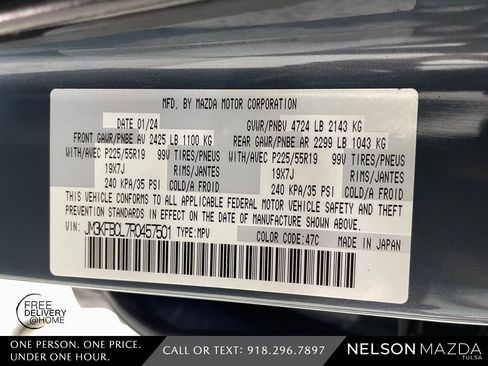 MFD. BY MAZDA MOTOR CORPORATION
DATE 01/24 GVWR/PNBV 4724 LB 2143 KG
FRONT GAWR/PNBE AV 2425 LB 1100 KG REAR GAWR/PNBE AR 2299 LB 1043 KG
WITH/AVEC P225/55R19 99V TIRES/PNEUS WITH/AVEC P225/55R19 99V TIRES/PNEUS
19X7J RIMS/JANTES 19X7J RIMS/JANTES
240 KPA/35 PSI COLD/A FROID 240 KPA/35 PSI COLD/A FROID
THIS VEHICLE CONFORMS TO ALL APPLICABLE FEDERAL MOTOR VEHICLE SAFETY AND THEFT
PREVENTION STANDARDS IN EFFECT ON THE DATE OF MANUFACTURE SHOWN ABOVE.
VIN: JM3KFBCL7R0457501 TYPE: MPV COLOR CODE: 47C MADE IN JAPAN
FREE
DELIVERY
@HOME
ONE PERSON. ONE PRICE.
UNDER ONE HOUR.
CALL OR TEXT : 918.296.7897
NELSON MAZDA
TULSA